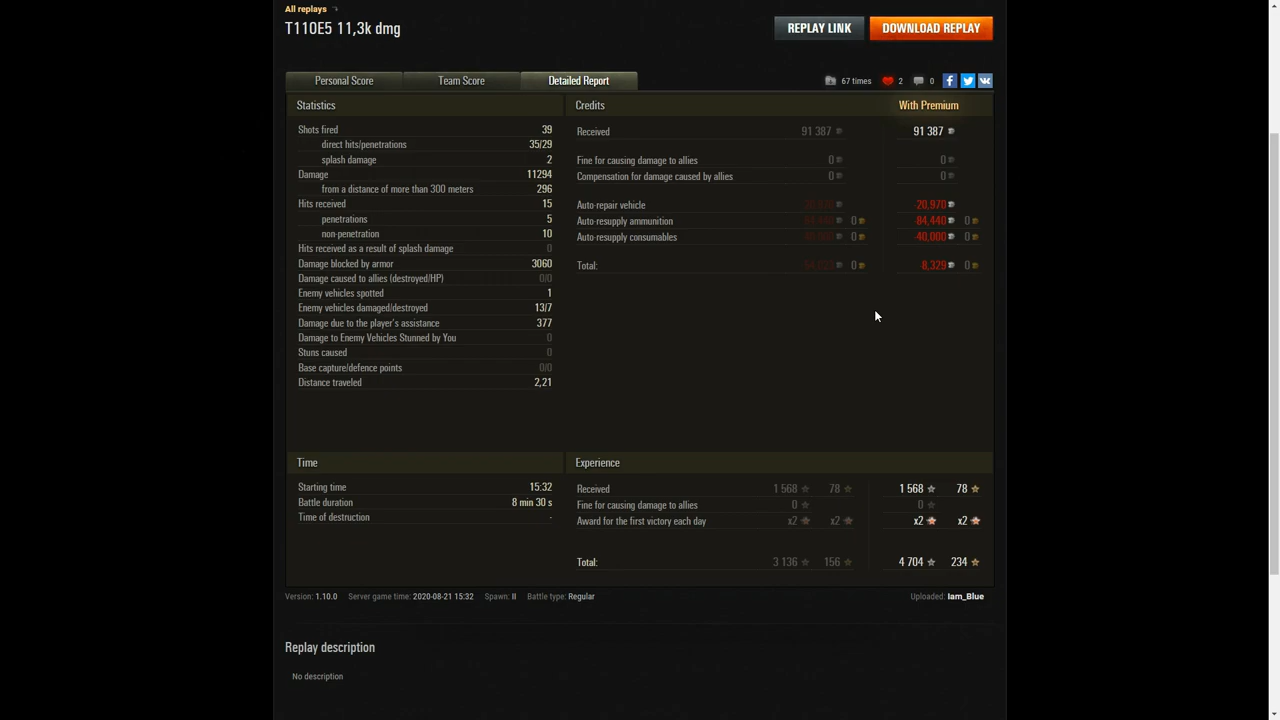 All replays
T110E5 11,3k dmg
REPLAY LINK
DOWNLOAD REPLAY
Personal Score
Team Score
Detailed Report
67 times
2
0
Statistics
Credits
With Premium
Shots fired 39
direct hits/penetrations 35/29
splash damage 2
Damage 11294
from a distance of more than 300 meters 296
Hits received 15
penetrations 5
non-penetration 10
Hits received as a result of splash damage 0
Damage blocked by armor 3060
Damage caused to allies (destroyed/HP) 0/0
Enemy vehicles spotted 1
Enemy vehicles damaged/destroyed 13/7
Damage due to the player's assistance 377
Damage to Enemy Vehicles Stunned by You 0
Stuns caused 0
Base capture/defence points 0/0
Distance traveled 2,21
Received 91 387 91 387
Fine for causing damage to allies 0 0
Compensation for damage caused by allies 0 0
Auto-repair vehicle -20,970
Auto-resupply ammunition 0 -84,440 0
Auto-resupply consumables 0 -40,000 0
Total: 0 -8,329 0
Time
Starting time 15:32
Battle duration 8 min 30 s
Time of destruction -
Experience
Received 1 568 78 1 568 78
Fine for causing damage to allies 0 0
Award for the first victory each day x2 x2 x2 x2
Total: 3 136 156 4 704 234
Version: 1.10.0 Server game time: 2020-08-21 15:32 Spawn: II Battle type: Regular
Uploaded: Iam_Blue
Replay description
No description